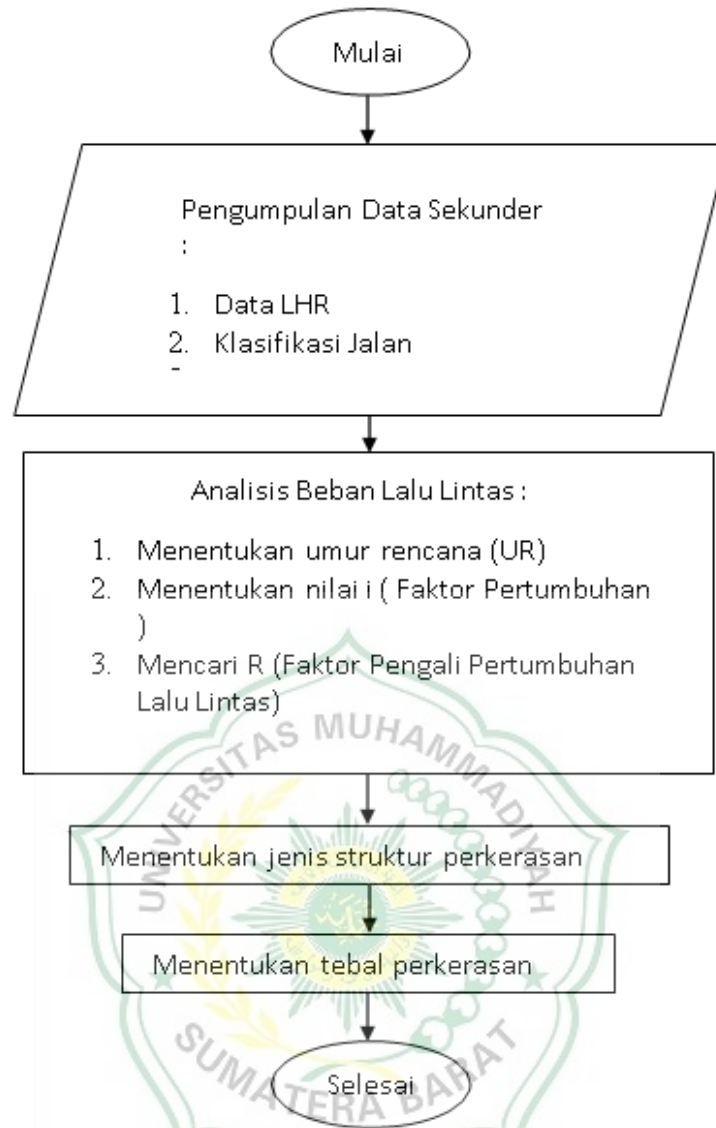 Mulai
Pengumpulan Data Sekunder
:
1. Data LHR
2. Klasifikasi Jalan
-
Analisis Beban Lalu Lintas :
1. Menentukan umur rencana (UR)
2. Menentukan nilai i ( Faktor Pertumbuhan
)
3. Mencari R (Faktor Pengali Pertumbuhan
Lalu Lintas)
UNIVERSITAS MUHAMMADIYAH
Menentukan jenis struktur perkerasan
Menentukan tebal perkerasan
SUMATERA BARAT
Selesai